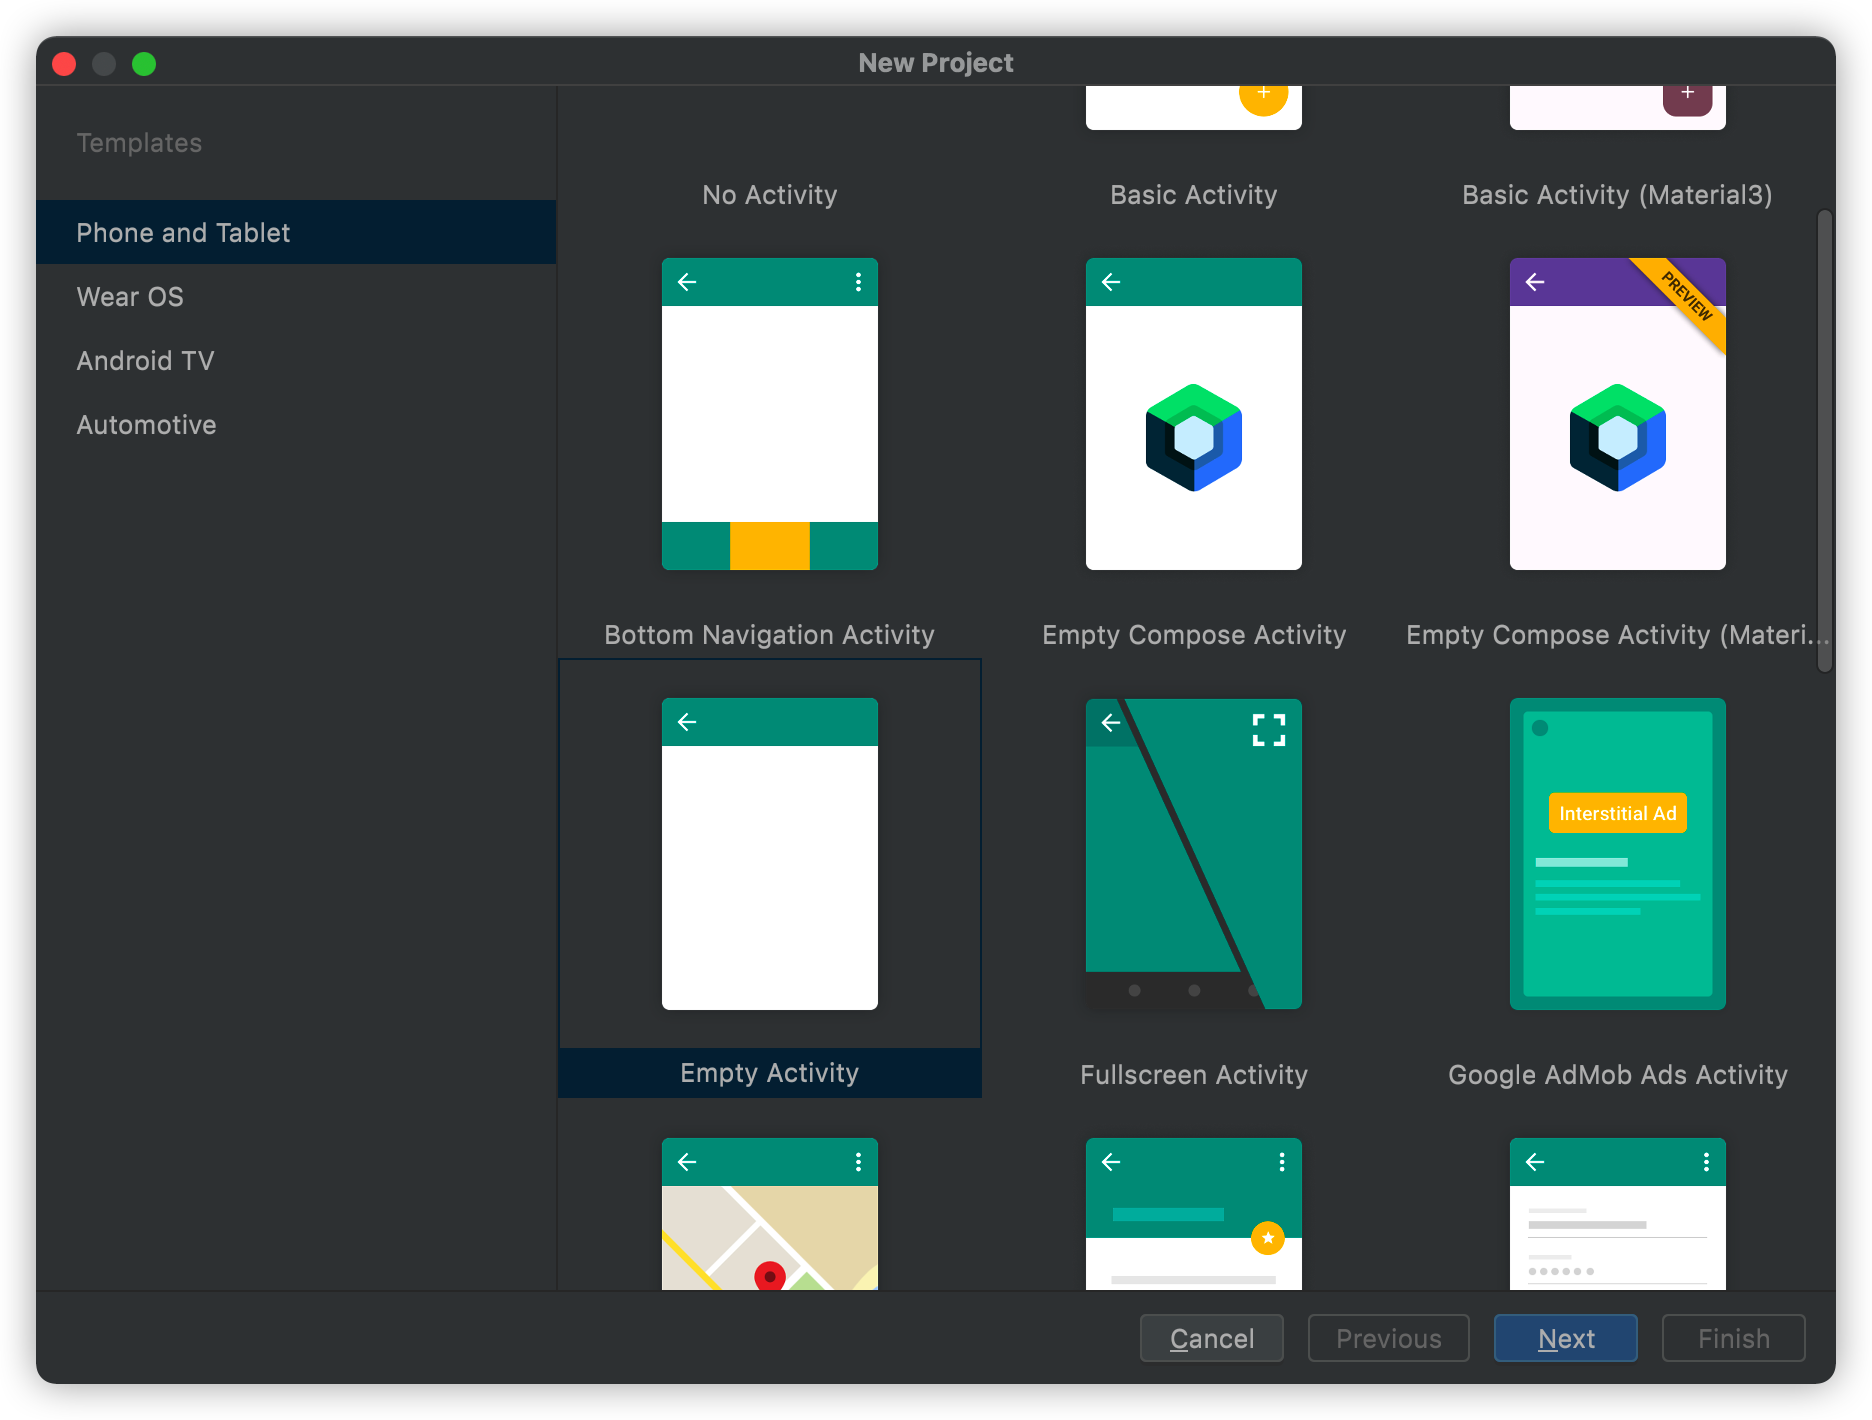 New Project
Templates
Phone and Tablet
Wear OS
Android TV
Automotive
No Activity
Basic Activity
Basic Activity (Material3)
PREVIEW
Bottom Navigation Activity
Empty Compose Activity
Empty Compose Activity (Materi...
Interstitial Ad
Empty Activity
Fullscreen Activity
Google AdMob Ads Activity
Cancel
Previous
Next
Finish